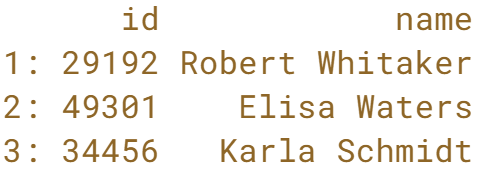 id name
1: 29192 Robert Whitaker
2: 49301 Elisa Waters
3: 34456 Karla Schmidt